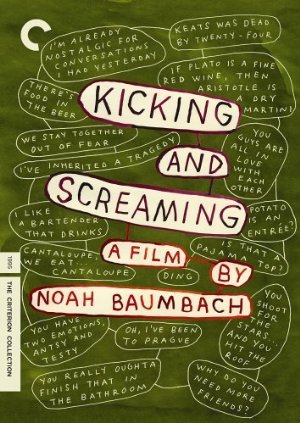 I'M ALREADY
NOSTALGIC FOR
CONVERSATIONS
I HAD YESTERDAY
KEATS WAS DEAD
BY TWENTY-FOUR
IF PLATO IS A FINE
RED WINE, THEN
ARISTOTLE IS
A DRY
MARTINI
THERE'S
FOOD IN
THE BEER
KICKING
AND
SCREAMING
A FILM
BY
NOAH BAUMBACH
WE STAY TOGETHER
OUT OF FEAR
YOU
GUYS ARE
ALL IN
LOVE
WITH
EACH
OTHER
I'VE INHERITED A TRAGEDY
I LIKE
A BARTENDER
THAT DRINKS
POTATO
IS AN
ENTRÉE?
IS THAT A
PAJAMA TOP?
CANTALOUPE,
WE EAT...
CANTALOUPE
DING
YOU
SHOOT
FOR
THE
STARS...
AND YOU
HIT THE
ROOF
YOU HAVE
TWO EMOTIONS,
ANTSY AND
TESTY
OH, I'VE BEEN
TO PRAGUE
YOU REALLY OUGHTA
FINISH THAT IN
THE BATHROOM
WHY DO YOU
NEED MORE
FRIENDS?
1995
THE CRITERION COLLECTION